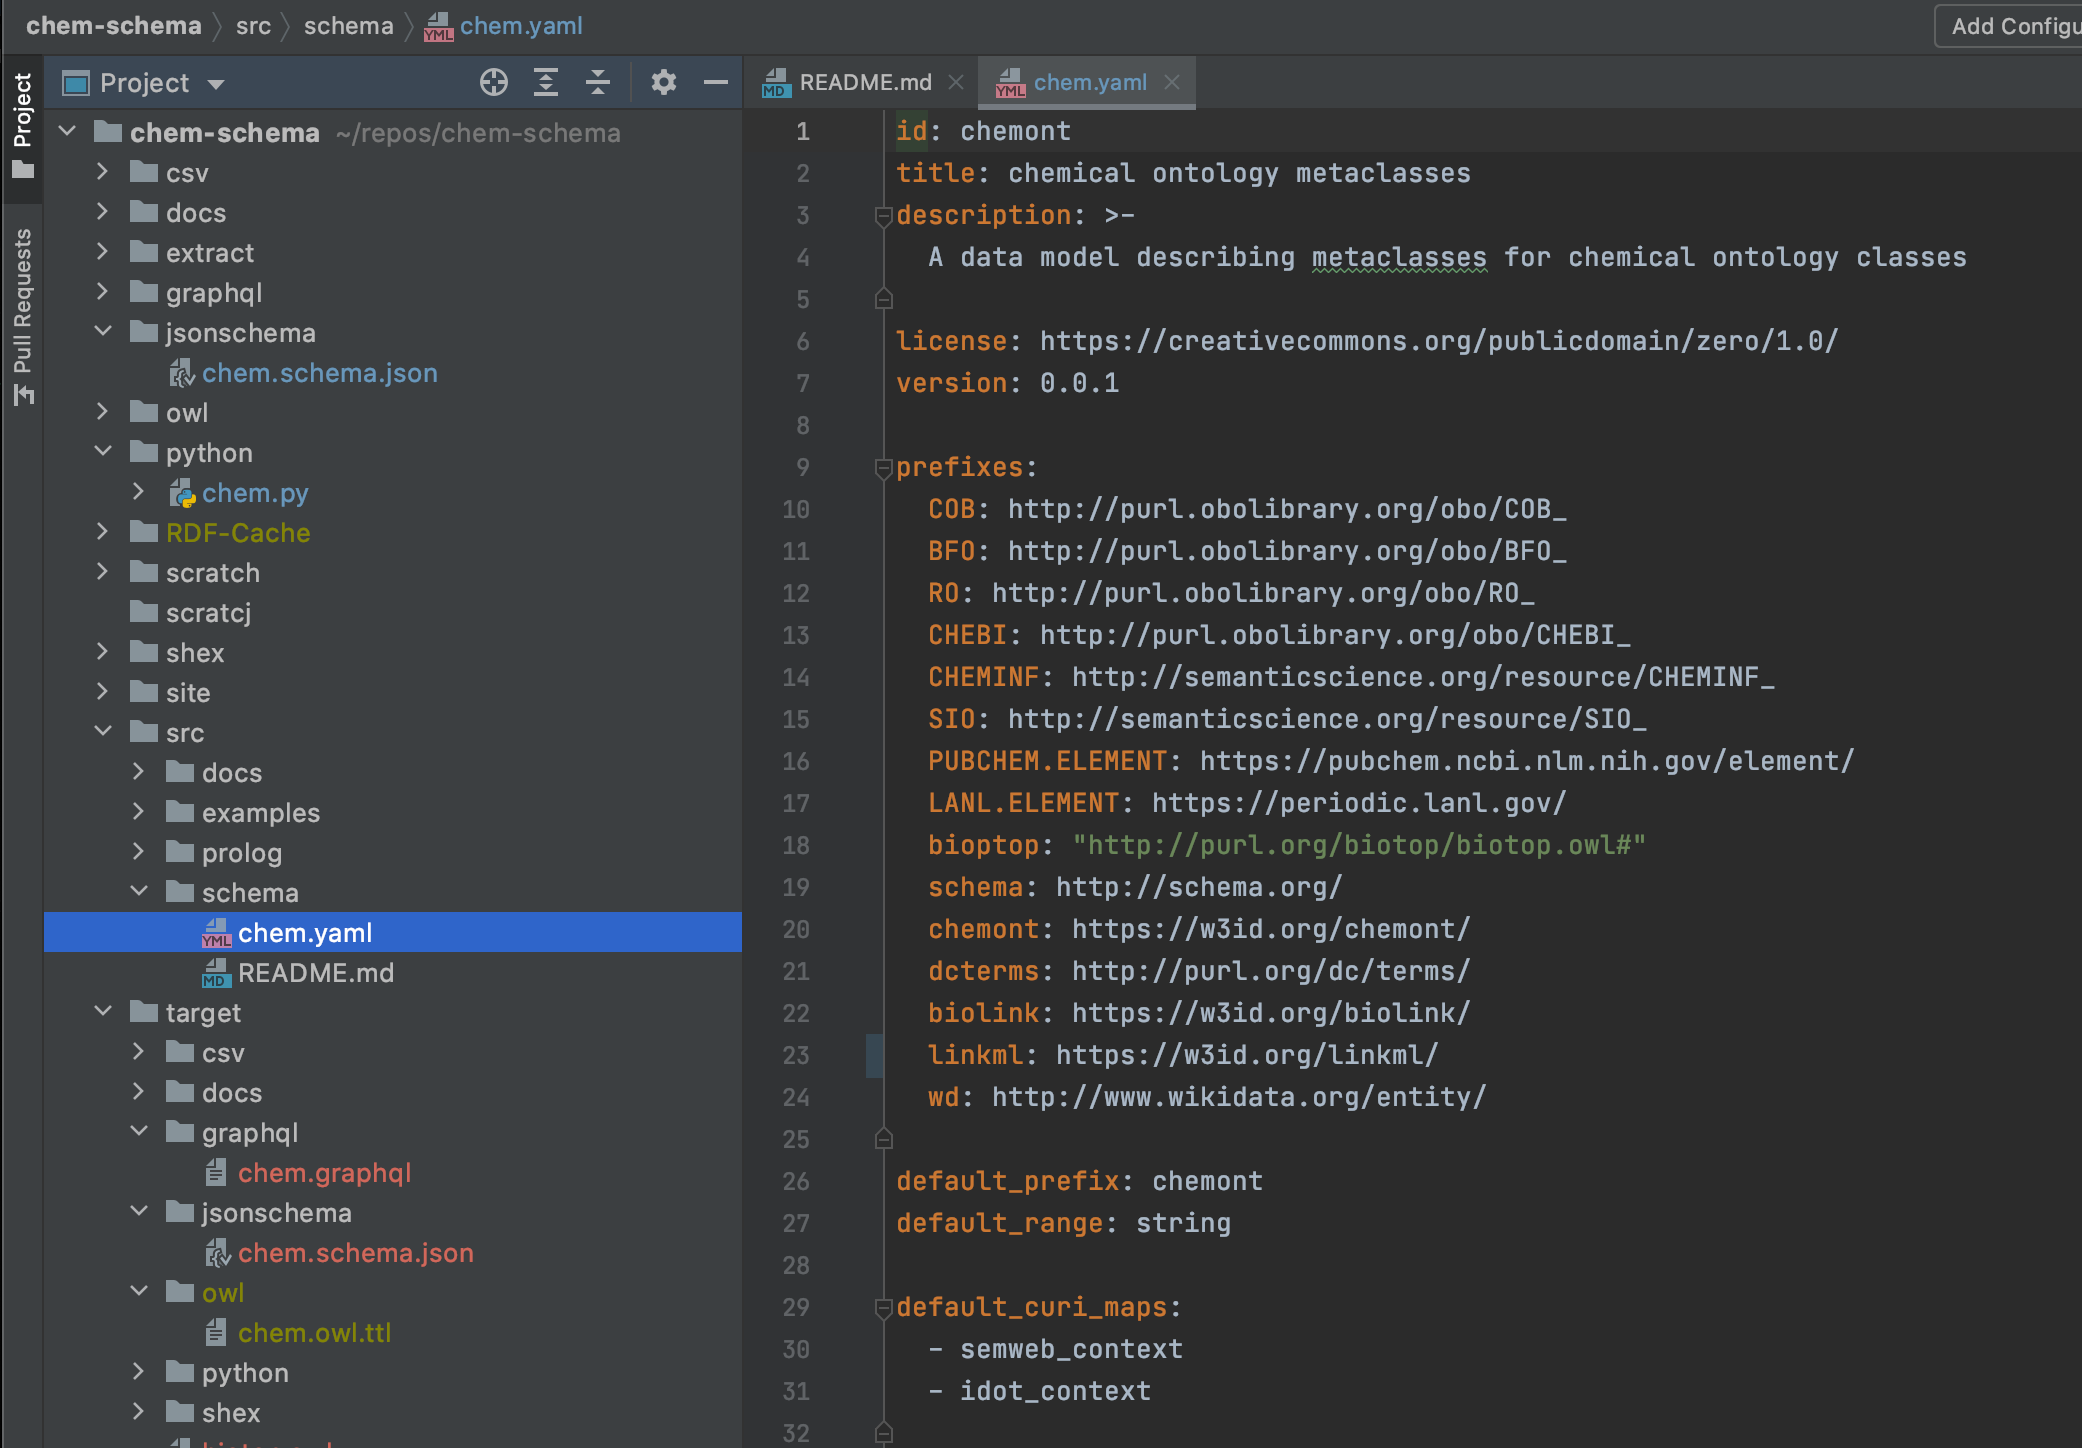 chem-schema src schema chem.yaml
Add Configu
Project
Pull Requests
Project
chem-schema ~/repos/chem-schema
csv
docs
extract
graphql
jsonschema
chem.schema.json
owl
python
chem.py
RDF-Cache
scratch
scratcj
shex
site
src
docs
examples
prolog
schema
chem.yaml
README.md
target
csv
docs
graphql
chem.graphql
jsonschema
chem.schema.json
owl
chem.owl.ttl
python
shex
README.md chem.yaml
1 id: chemont
2 title: chemical ontology metaclasses
3 description: >-
4 A data model describing metaclasses for chemical ontology classes
5
6 license: https://creativecommons.org/publicdomain/zero/1.0/
7 version: 0.0.1
8
9 prefixes:
10 COB: http://purl.obolibrary.org/obo/COB_
11 BFO: http://purl.obolibrary.org/obo/BFO_
12 RO: http://purl.obolibrary.org/obo/RO_
13 CHEBI: http://purl.obolibrary.org/obo/CHEBI_
14 CHEMINF: http://semanticscience.org/resource/CHEMINF_
15 SIO: http://semanticscience.org/resource/SIO_
16 PUBCHEM.ELEMENT: https://pubchem.ncbi.nlm.nih.gov/element/
17 LANL.ELEMENT: https://periodic.lanl.gov/
18 bioptop: "http://purl.org/biotop/biotop.owl#"
19 schema: http://schema.org/
20 chemont: https://w3id.org/chemont/
21 dcterms: http://purl.org/dc/terms/
22 biolink: https://w3id.org/biolink/
23 linkml: https://w3id.org/linkml/
24 wd: http://www.wikidata.org/entity/
25
26 default_prefix: chemont
27 default_range: string
28
29 default_curi_maps:
30 - semweb_context
31 - idot_context
32